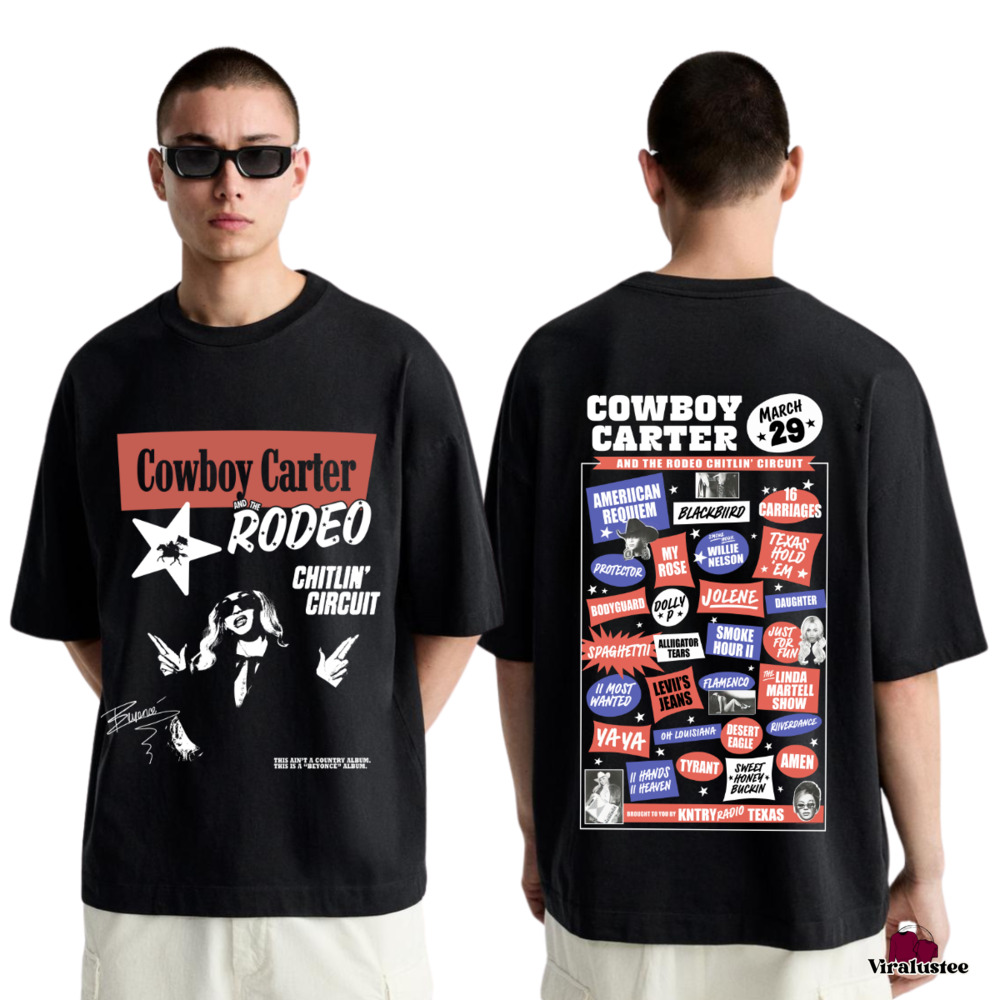 Cowboy Carter
AND THE
RODEO
CHITLIN'
CIRCUIT
Beyoncé
THIS AIN'T A COUNTRY ALBUM.
THIS IS A "BEYONCE" ALBUM.
COWBOY
CARTER
MARCH
29
AND THE RODEO CHITLIN' CIRCUIT
AMERIICAN
REQUIEM
BLACKBIIRD
16
CARRIAGES
PROTECTOR
MY
ROSE
SMOKE HOUR
WILLIE
NELSON
TEXAS
HOLD
'EM
BODYGUARD
DOLLY
P
JOLENE
DAUGHTER
SPAGHETTII
ALLIGATOR
TEARS
SMOKE
HOUR II
JUST
FOR
FUN
II MOST
WANTED
LEVII'S
JEANS
FLAMENCO
THE LINDA
MARTELL
SHOW
YA YA
OH LOUISIANA
DESERT
EAGLE
RIIVERDANCE
II HANDS
II HEAVEN
TYRANT
SWEET
HONEY
BUCKIN
AMEN
BROUGHT TO YOU BY KNTRY RADIO TEXAS
Viralustee